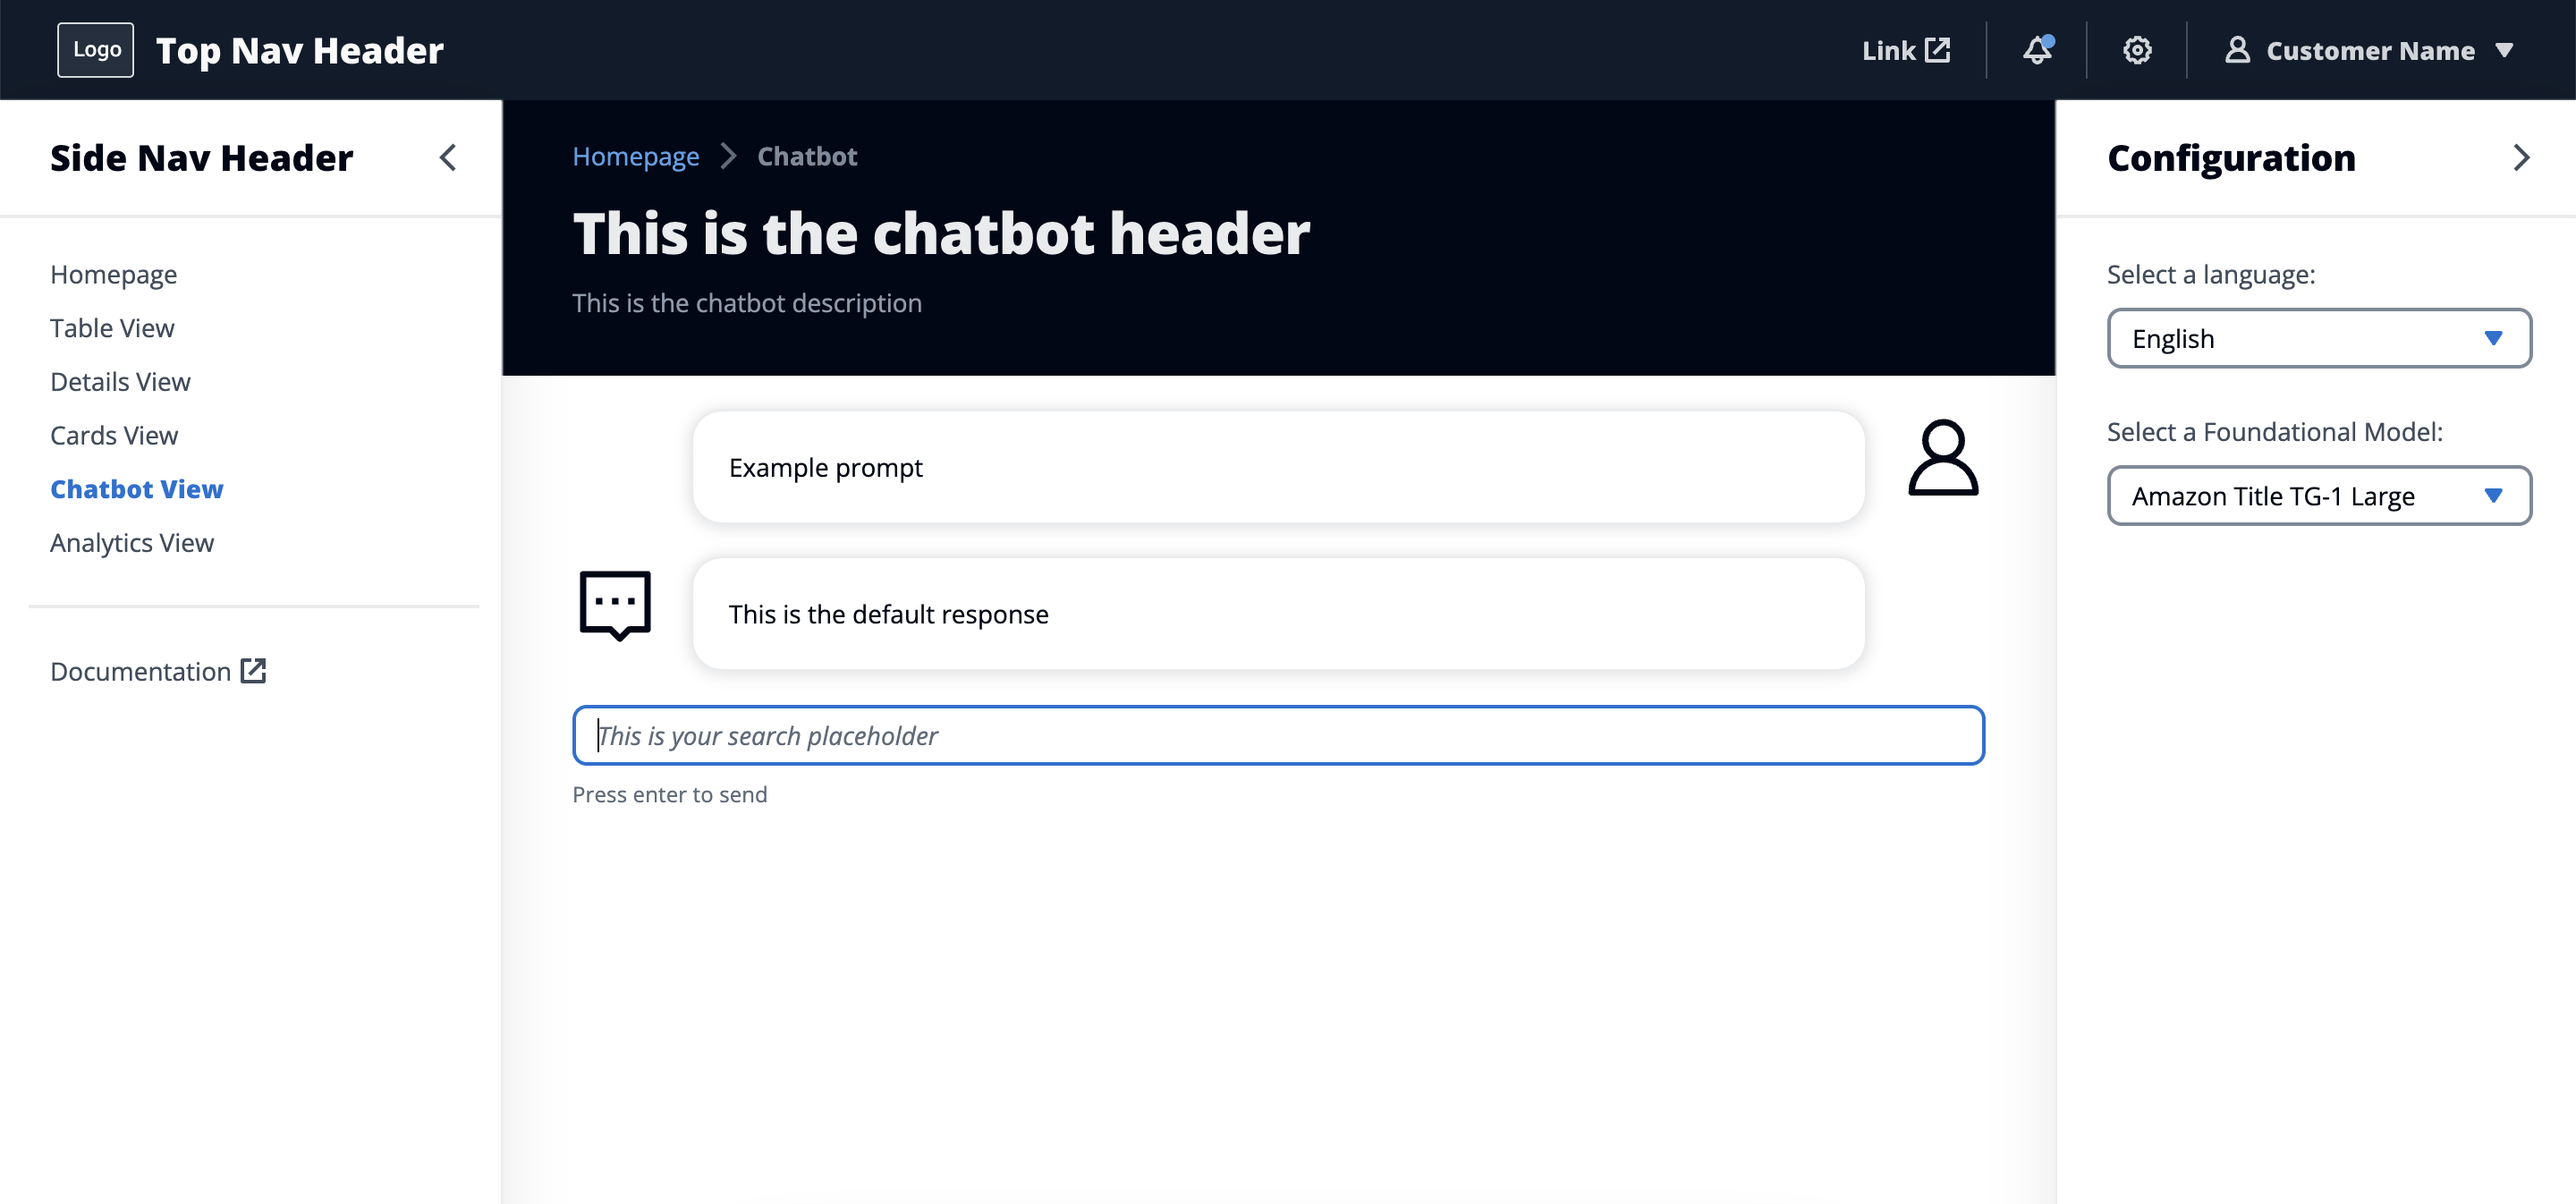 Logo
Top Nav Header
Link
Customer Name
Side Nav Header
Homepage
Table View
Details View
Cards View
Chatbot View
Analytics View
Documentation
Homepage > Chatbot
This is the chatbot header
This is the chatbot description
Example prompt
This is the default response
This is your search placeholder
Press enter to send
Configuration
Select a language:
English
Select a Foundational Model:
Amazon Title TG-1 Large